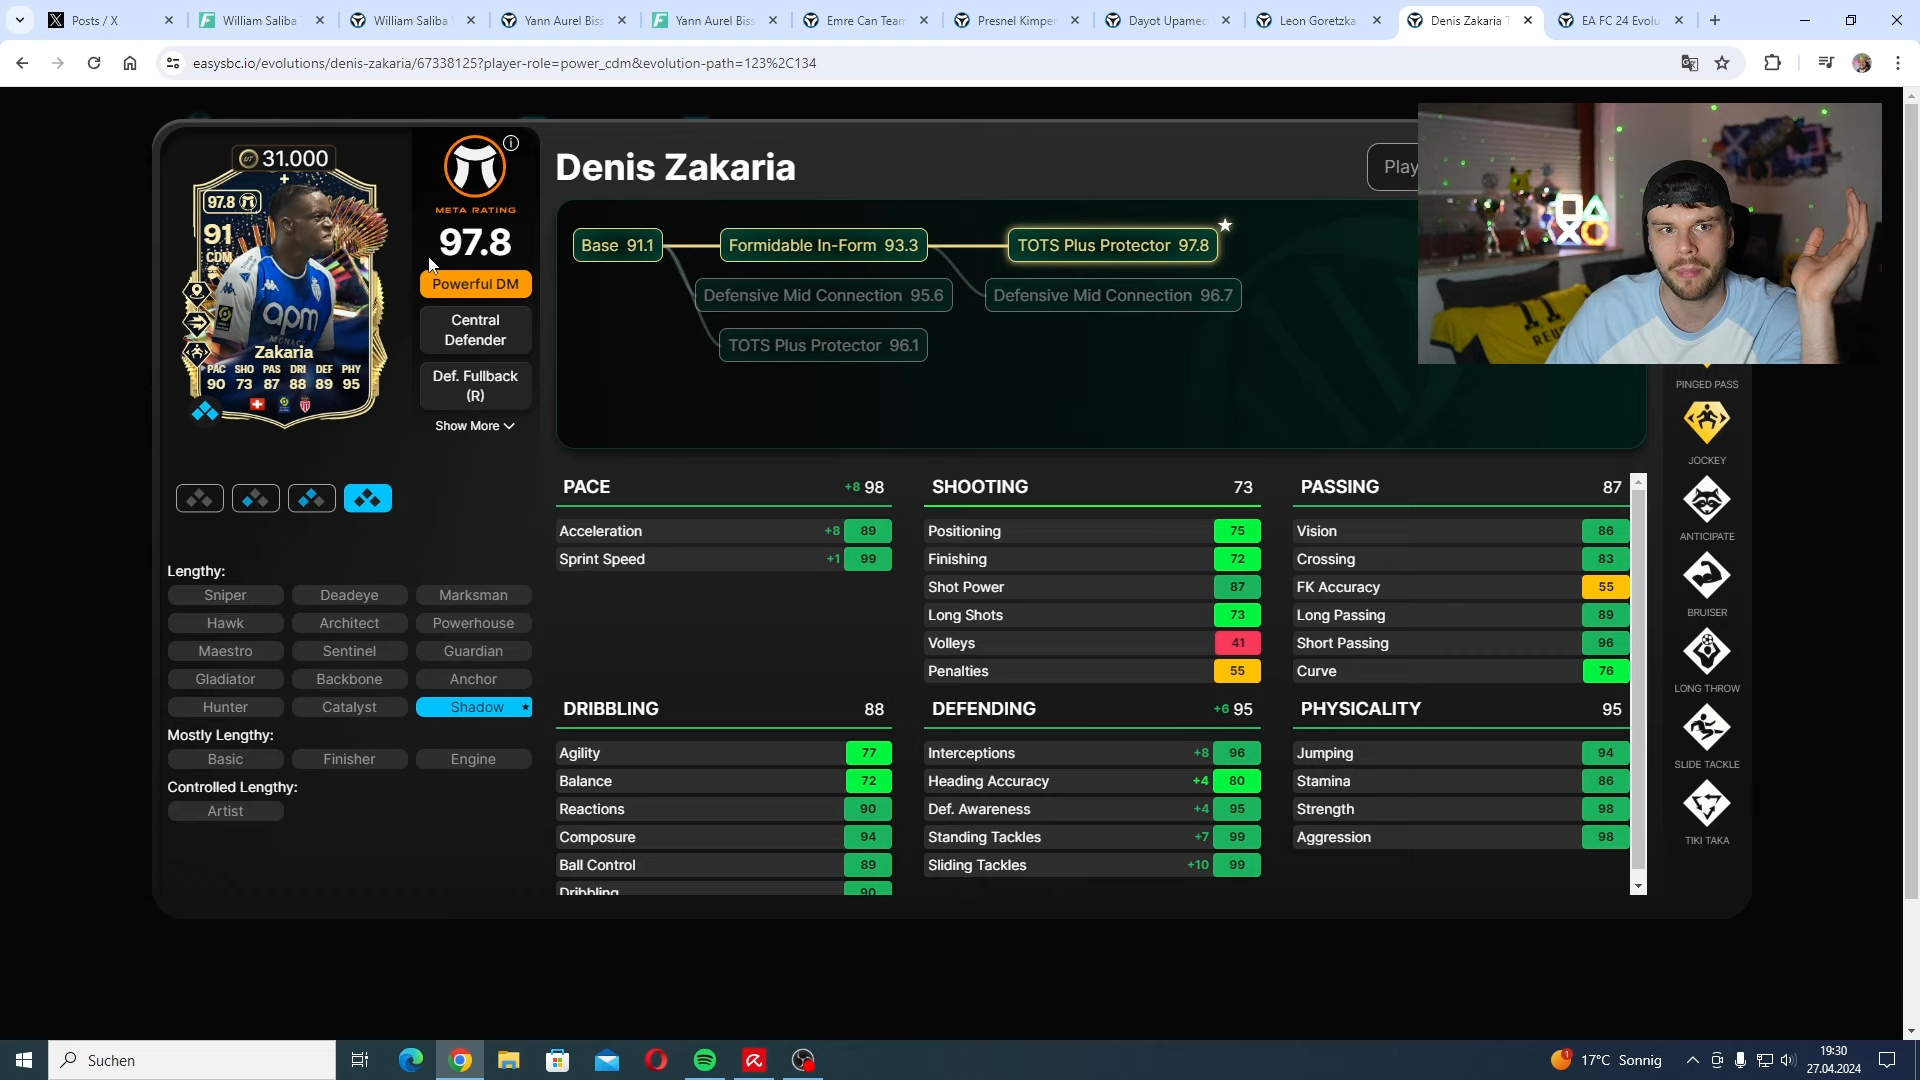 Posts / X
William Saliba
William Saliba
Yann Aurel Biss
Yann Aurel Biss
Emre Can Team
Presnel Kimper
Dayot Upamec
Leon Goretzka
Denis Zakaria T
EA FC 24 Evolu
easysbc.io/evolutions/denis-zakaria/67338125?player-role=power_cdm&evolution-path=123%2C134
31.000
97.8
91
CDM
apm
MONACO
Zakaria
PAC SHO PAS DRI DEF PHY
90 73 87 88 89 95
META RATING
97.8
Powerful DM
Central
Defender
Def. Fullback
(R)
Show More
Denis Zakaria
Play
Base 91.1
Formidable In-Form 93.3
TOTS Plus Protector 97.8
Defensive Mid Connection 95.6
Defensive Mid Connection 96.7
TOTS Plus Protector 96.1
Lengthy:
Sniper Deadeye Marksman
Hawk Architect Powerhouse
Maestro Sentinel Guardian
Gladiator Backbone Anchor
Hunter Catalyst Shadow
Mostly Lengthy:
Basic Finisher Engine
Controlled Lengthy:
Artist
PACE +8 98
Acceleration +8 89
Sprint Speed +1 99
SHOOTING 73
Positioning 75
Finishing 72
Shot Power 87
Long Shots 73
Volleys 41
Penalties 55
PASSING 87
Vision 86
Crossing 83
FK Accuracy 55
Long Passing 89
Short Passing 96
Curve 76
DRIBBLING 88
Agility 77
Balance 72
Reactions 90
Composure 94
Ball Control 89
Dribbling 90
DEFENDING +6 95
Interceptions +8 96
Heading Accuracy +4 80
Def. Awareness +4 95
Standing Tackles +7 99
Sliding Tackles +10 99
PHYSICALITY 95
Jumping 94
Stamina 86
Strength 98
Aggression 98
PINGED PASS
JOCKEY
ANTICIPATE
BRUISER
LONG THROW
SLIDE TACKLE
TIKI TAKA
REUS
Suchen
1
17°C Sonnig
19:30
27.04.2024